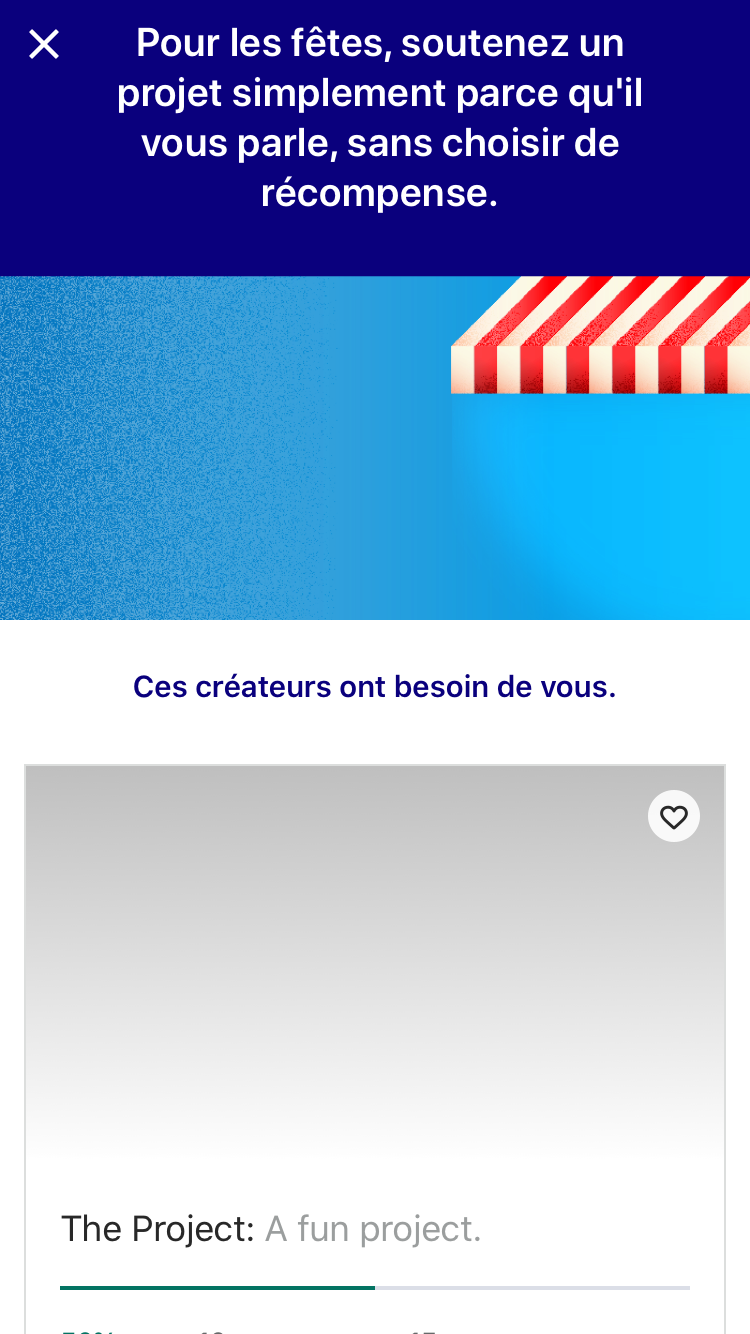 Pour les fêtes, soutenez un
projet simplement parce qu'il
vous parle, sans choisir de
récompense.
Ces créateurs ont besoin de vous.
The Project: A fun project.